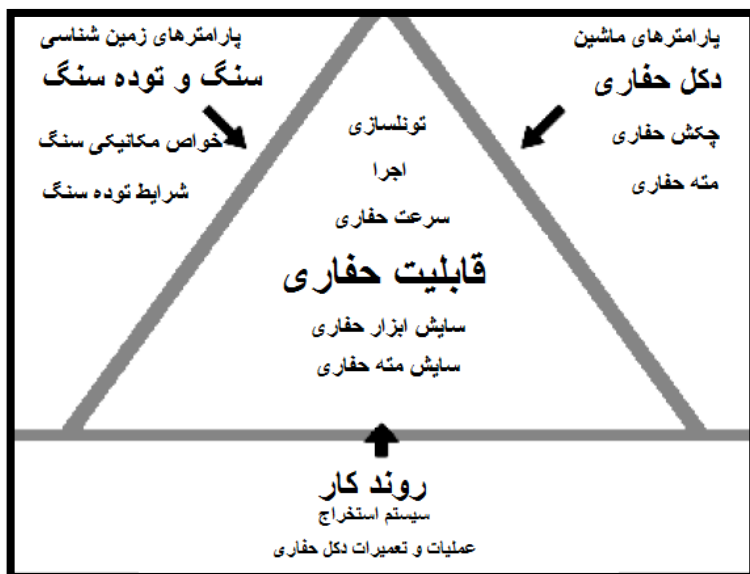 پارامترهای زمین شناسی
سنگ و توده سنگ
خواص مکانیکی سنگ
شرایط توده سنگ
پارامترهای ماشین
دکل حفاری
چکش حفاری
مته حفاری
تونلسازی
اجرا
سرعت حفاری
قابلیت حفاری
سایش ابزار حفاری
سایش مته حفاری
روند کار
سیستم استخراج
عملیات و تعمیرات دکل حفاری